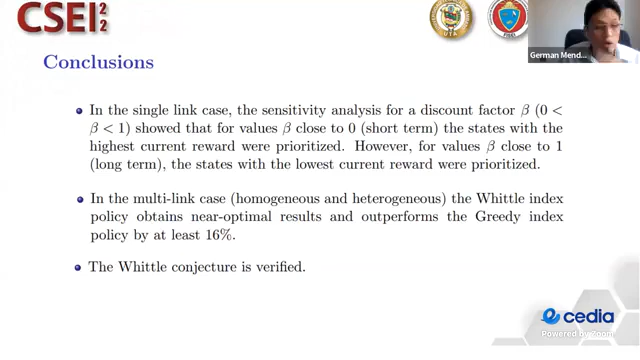 CSEI 22
UTA
FISEI
German Mend...
Conclusions
In the single link case, the sensitivity analysis for a discount factor β (0 <
β < 1) showed that for values β close to 0 (short term) the states with the
highest current reward were prioritized. However, for values β close to 1
(long term), the states with the lowest current reward were prioritized.
In the multi-link case (homogeneous and heterogeneous) the Whittle index
policy obtains near-optimal results and outperforms the Greedy index
policy by at least 16%.
The Whittle conjecture is verified.
cedia
Powered by Zoom